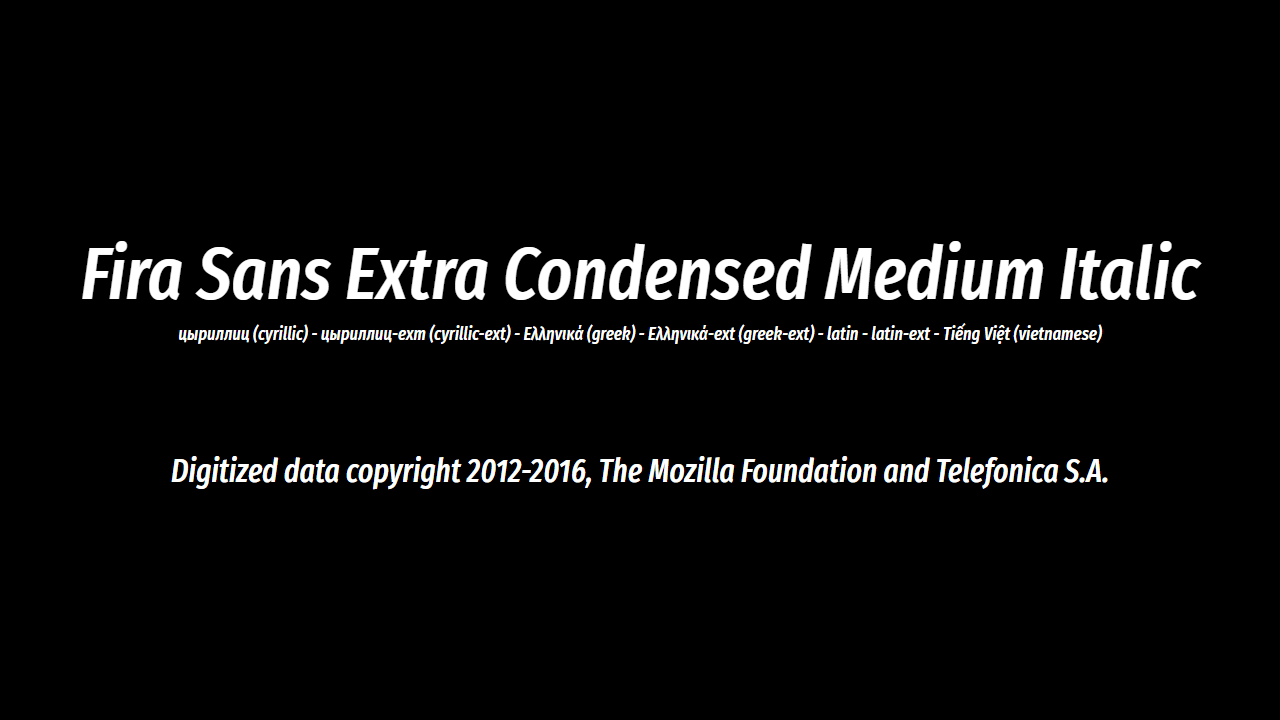 Fira Sans Extra Condensed Medium Italic
цыриллиц (cyrillic) - цыриллиц-ext (cyrillic-ext) - Ελληνικά (greek) - Ελληνικά-ext (greek-ext) - latin - latin-ext - Tiếng Việt (vietnamese)
Digitized data copyright 2012-2016, The Mozilla Foundation and Telefonica S.A.